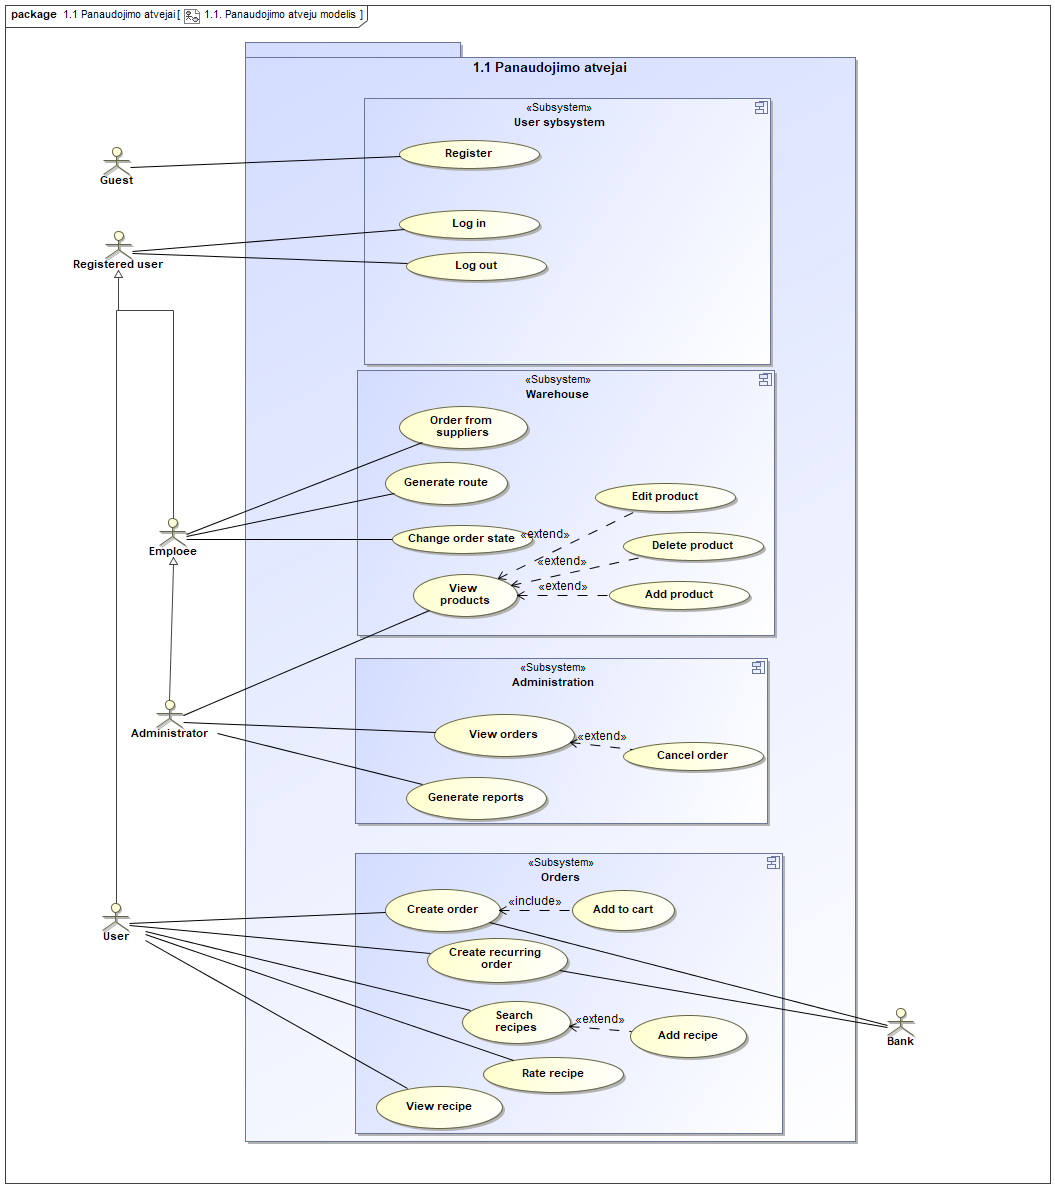 package 1.1 Panaudojimo atvejai [ 1.1. Panaudojimo atveju modelis ]
1.1 Panaudojimo atvejai
«Subsystem»
User sybsystem
Register
Guest
Log in
Registered user
Log out
«Subsystem»
Warehouse
Order from
suppliers
Generate route
Edit product
Change order state
«extend»
Delete product
Emploee
«extend»
View
products
«extend»
Add product
«Subsystem»
Administration
View orders
«extend»
Administrator
Cancel order
Generate reports
«Subsystem»
Orders
Create order
«include»
Add to cart
User
Create recurring
order
Search
recipes
«extend»
Add recipe
Bank
Rate recipe
View recipe